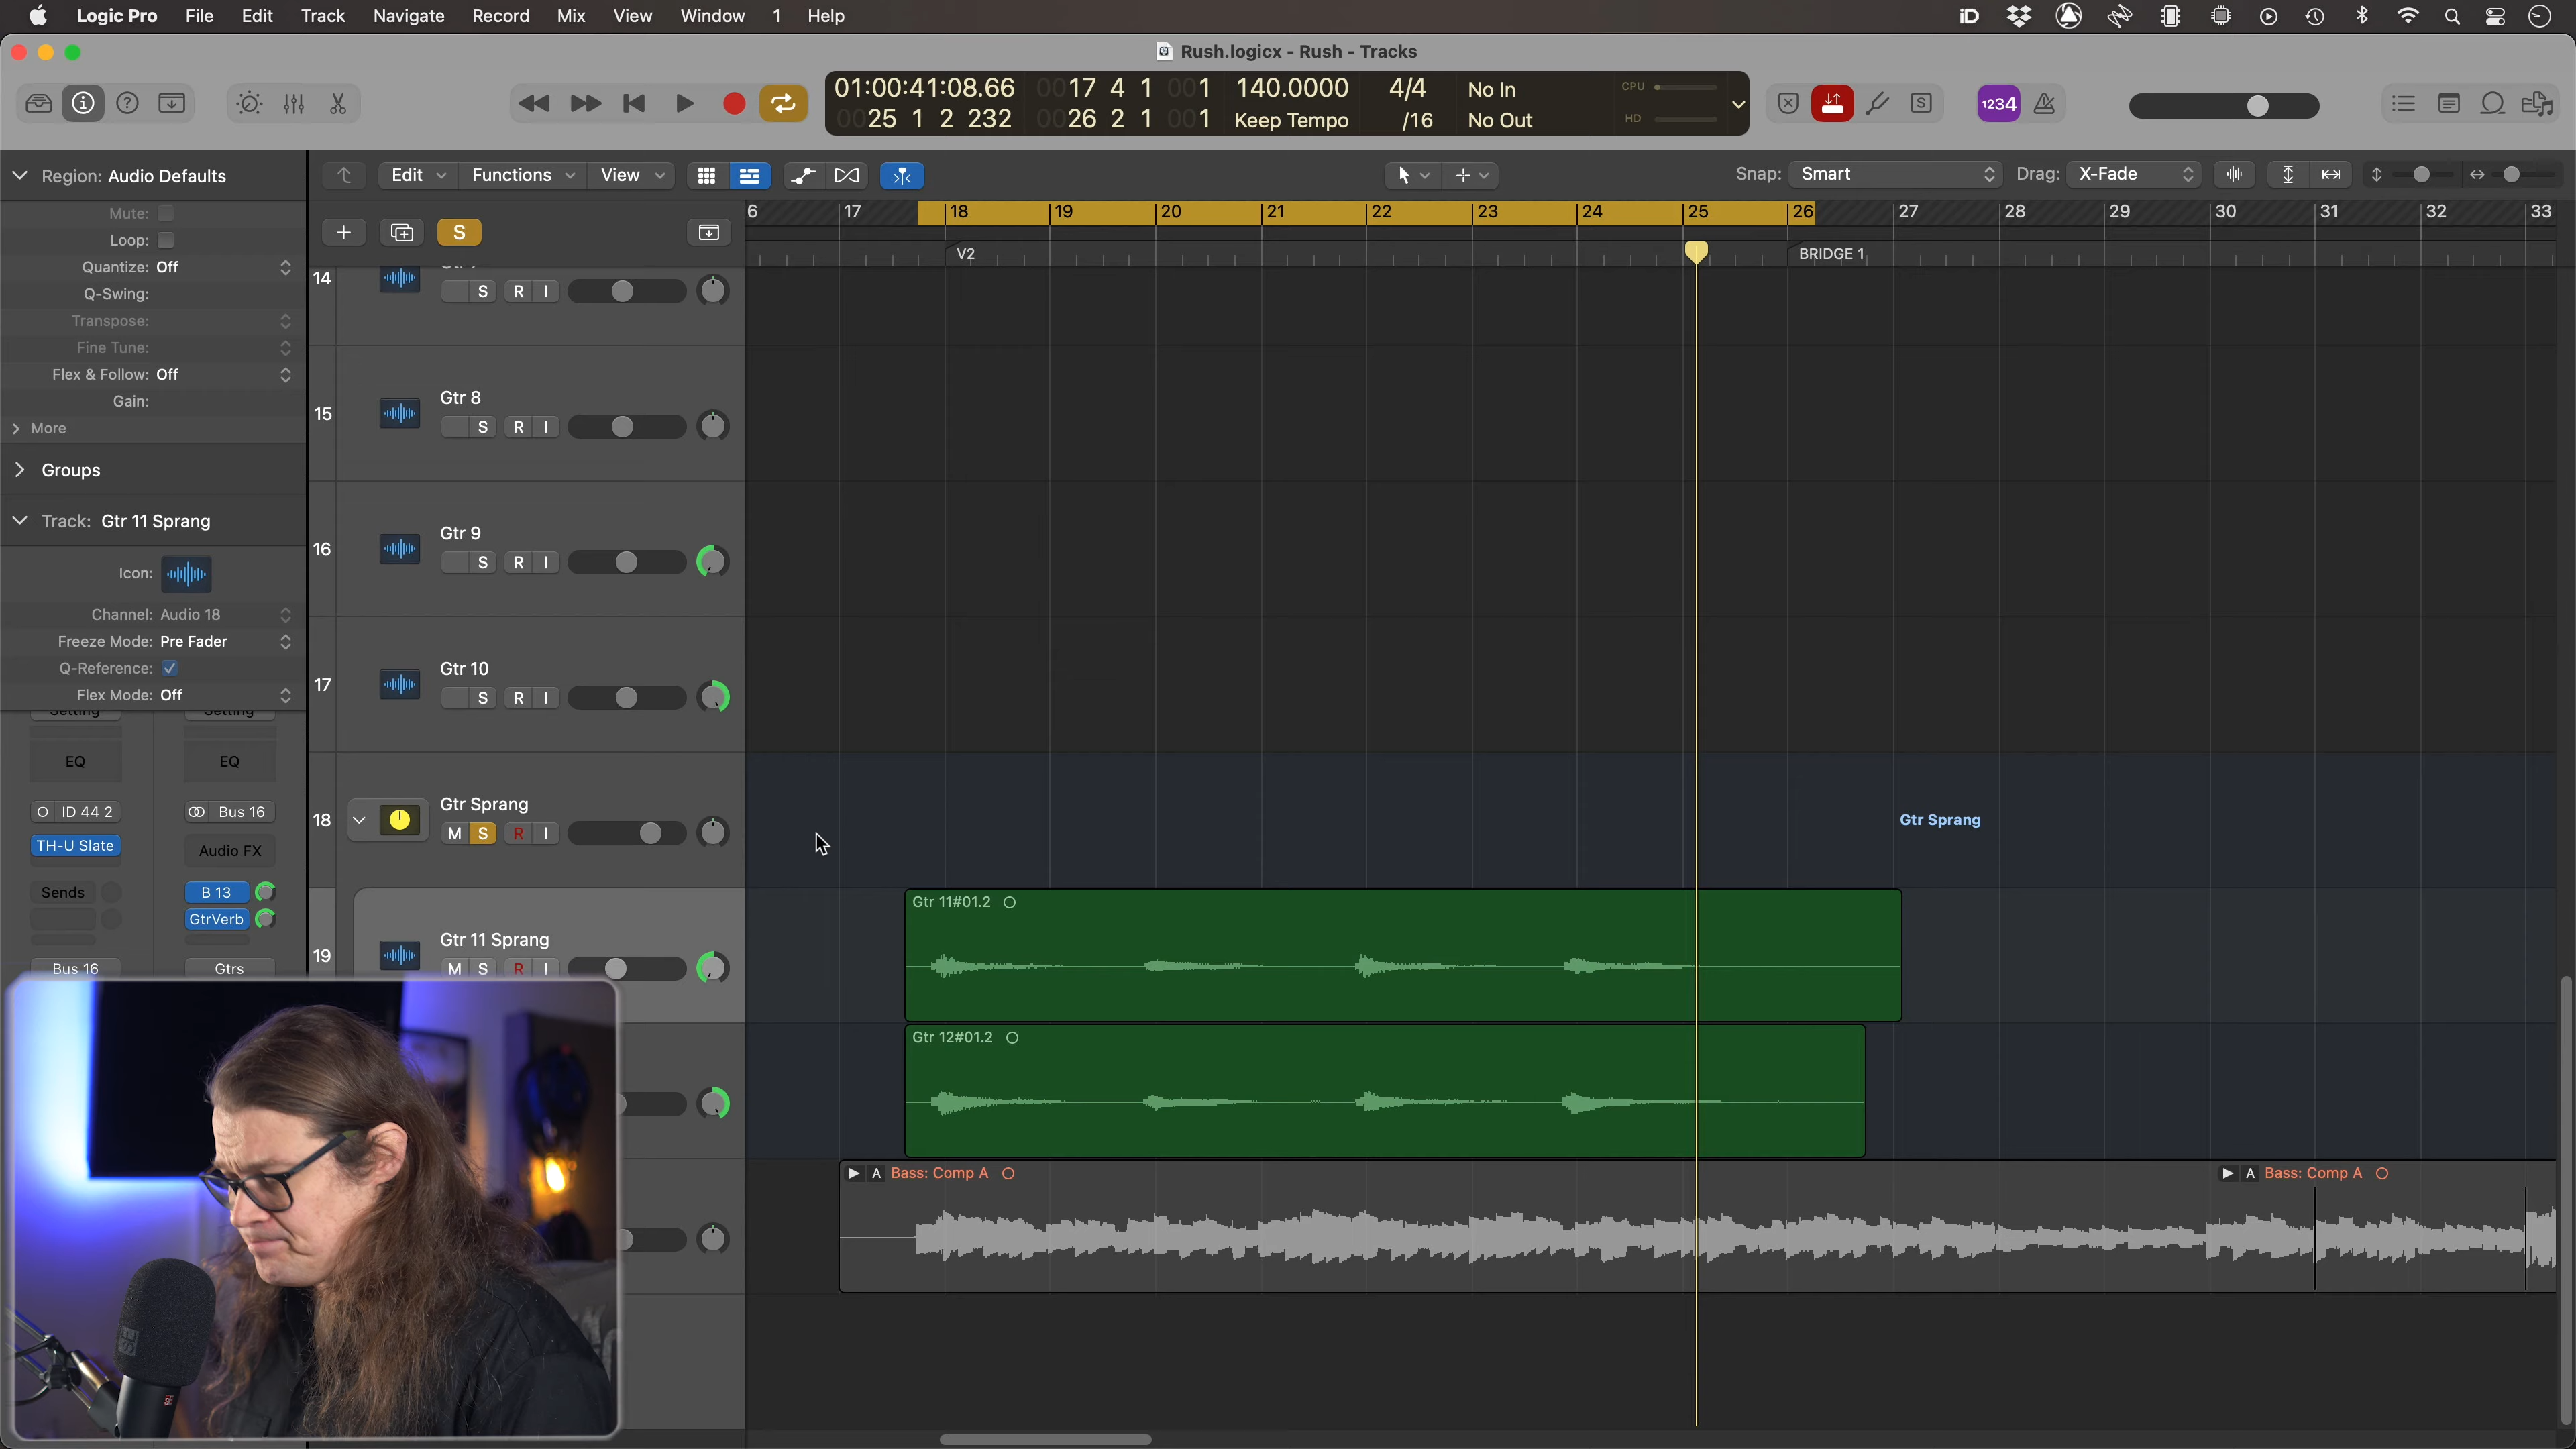 Logic Pro File Edit Track Navigate Record Mix View Window 1 Help
Rush.logicx - Rush - Tracks
01:00:41:08.66 0017 4 1 001 140.0000 4/4 No In CPU
0025 1 2 232 0026 2 1 001 Keep Tempo /16 No Out HD
S 1234
Region: Audio Defaults
Edit Functions View
Snap: Smart Drag: X-Fade
Mute:
Loop:
Quantize: Off
Q-Swing:
Transpose:
Fine Tune:
Flex & Follow: Off
Gain:
More
Groups
Track: Gtr 11 Sprang
Icon:
Channel: Audio 18
Freeze Mode: Pre Fader
Q-Reference:
Flex Mode: Off
Setting Setting
EQ EQ
ID 44 2 Bus 16
TH-U Slate Audio FX
Sends B 13
GtrVerb
Bus 16 Gtrs
S
6 17 18 19 20 21 22 23 24 25 26 27 28 29 30 31 32 33
V2 BRIDGE 1
14
S R I
15 Gtr 8
S R I
16 Gtr 9
S R I
17 Gtr 10
S R I
18 Gtr Sprang
M S R I
Gtr Sprang
19 Gtr 11 Sprang
M S R I
Gtr 11#01.2
Gtr 12#01.2
A Bass: Comp A
A Bass: Comp A